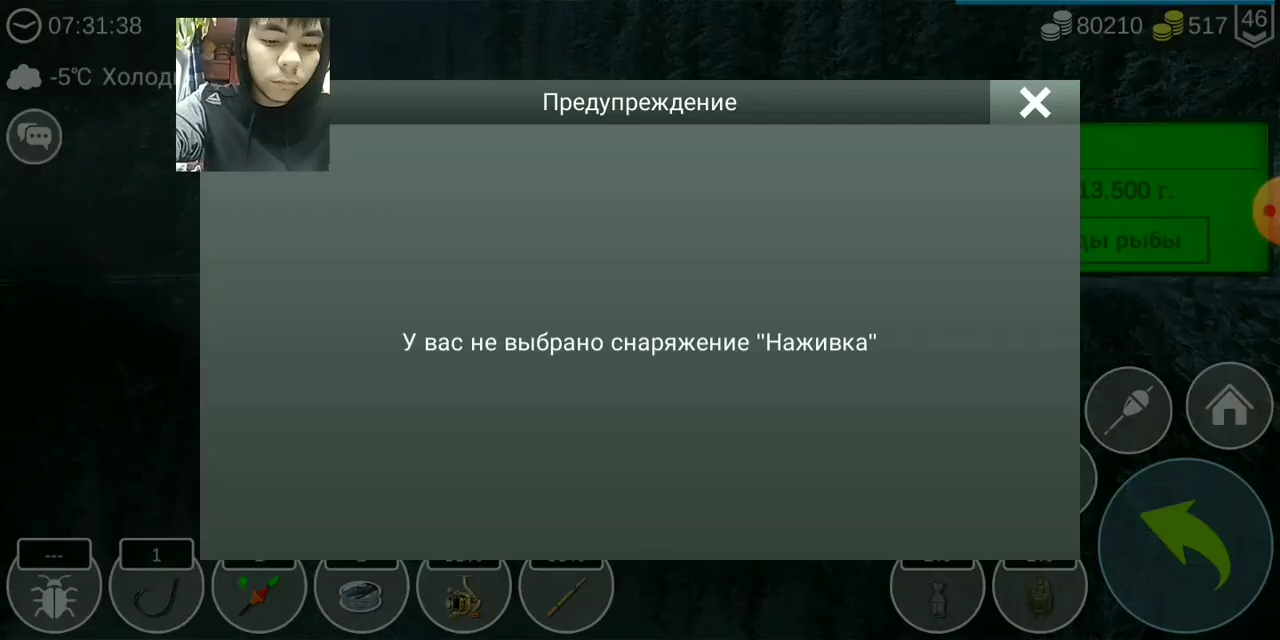 07:31:38
80210
517
46
-5℃ Холод
Предупреждение
13.500 г.
ды рыбы
У вас не выбрано снаряжение "Наживка"
---
1